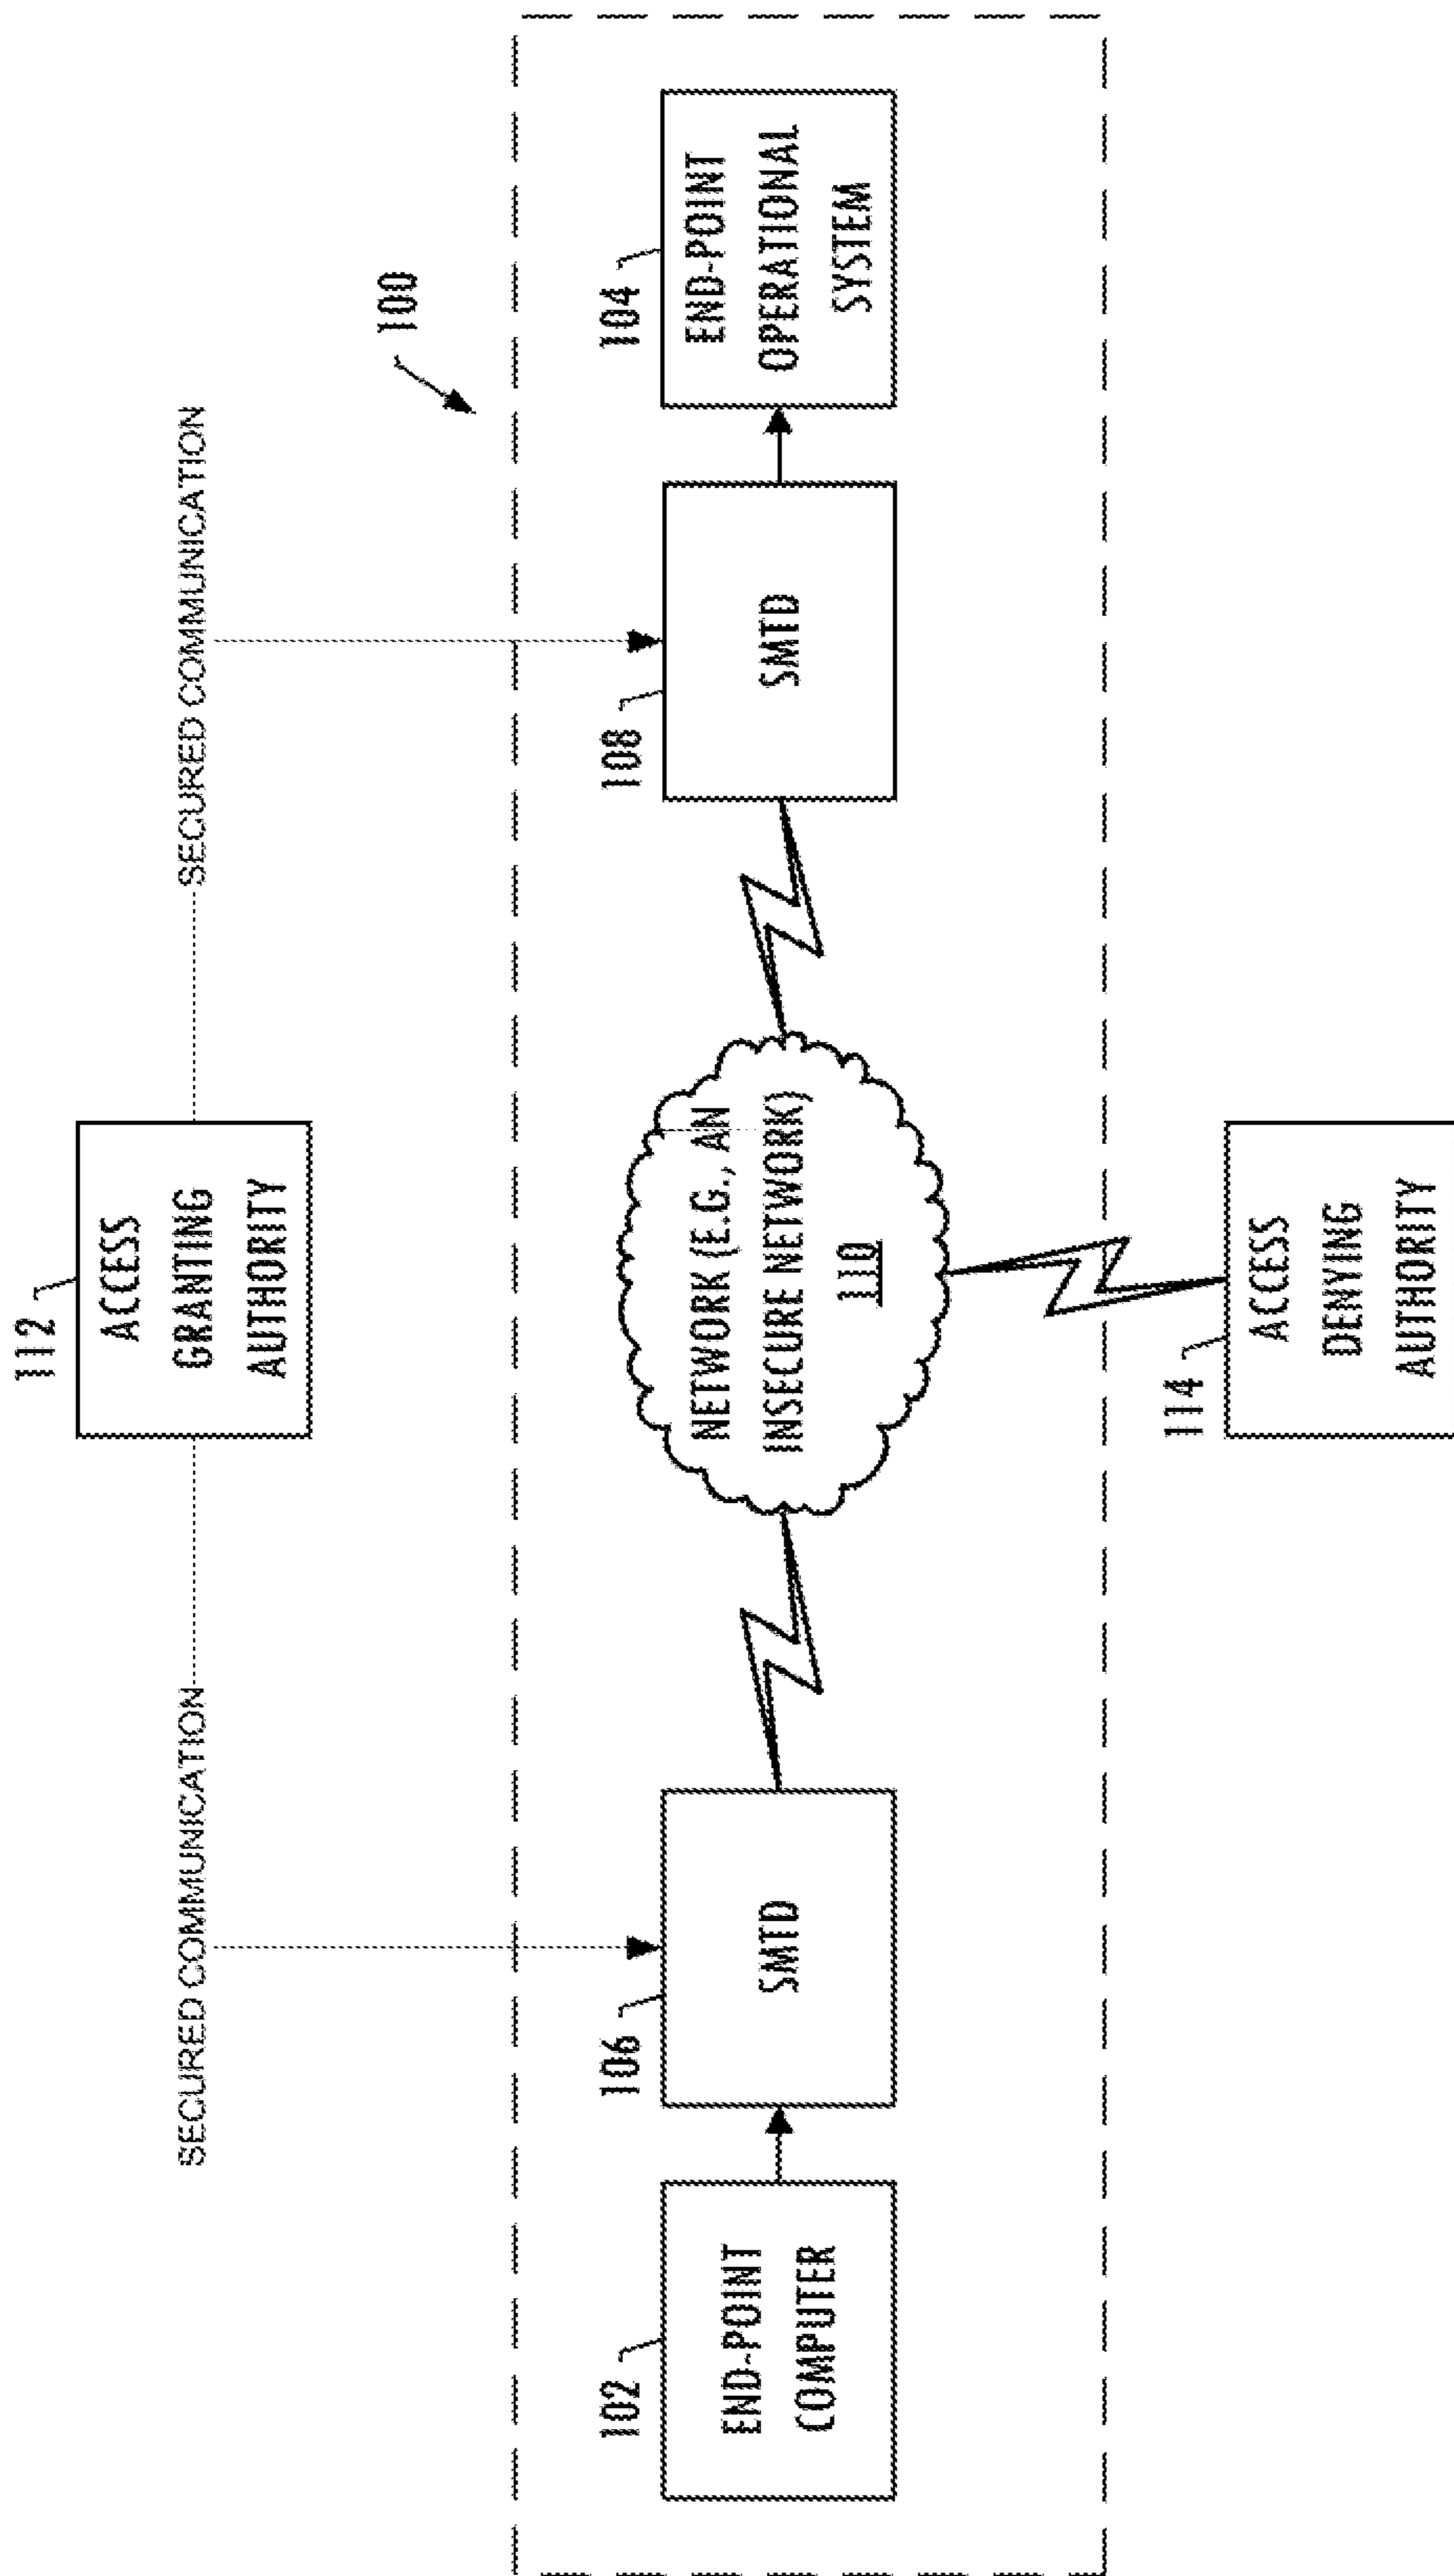 112
ACCESS
GRANTING
AUTHORITY
SECURED COMMUNICATION
SECURED COMMUNICATION
100
102
END-POINT
COMPUTER
106
SMTD
NETWORK (E.G., AN
INSECURE NETWORK)
110
108
SMTD
104
END-POINT
OPERATIONAL
SYSTEM
114
ACCESS
DENYING
AUTHORITY